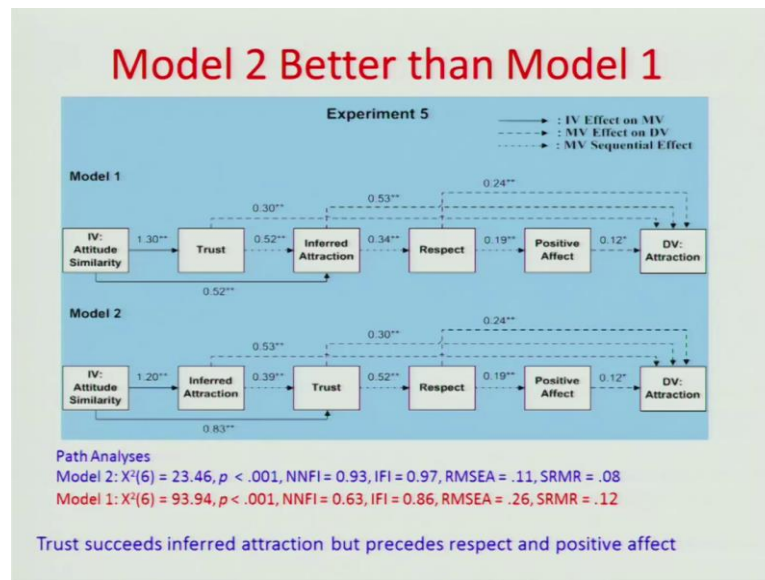 Model 2 Better than Model 1
Experiment 5
: IV Effect on MV
: MV Effect on DV
: MV Sequential Effect
Model 1
0.24**
0.53**
0.30**
IV: Attitude Similarity
1.30**
Trust
0.52**
Inferred Attraction
0.34**
Respect
0.19**
Positive Affect
0.12*
DV: Attraction
0.52**
Model 2
0.24**
0.30**
0.53**
IV: Attitude Similarity
1.20**
Inferred Attraction
0.39**
Trust
0.52**
Respect
0.19**
Positive Affect
0.12*
DV: Attraction
0.83**
Path Analyses
Model 2: X²(6) = 23.46, p < .001, NNFI = 0.93, IFI = 0.97, RMSEA = .11, SRMR = .08
Model 1: X²(6) = 93.94, p < .001, NNFI = 0.63, IFI = 0.86, RMSEA = .26, SRMR = .12
Trust succeeds inferred attraction but precedes respect and positive affect